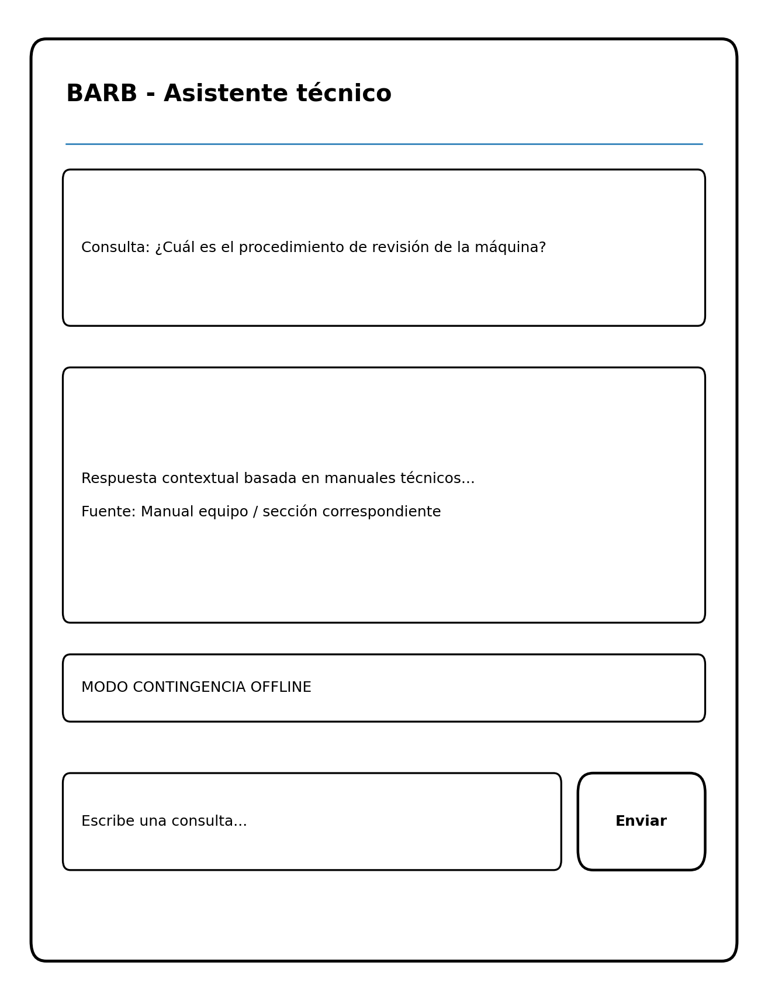 BARB - Asistente técnico
Consulta: ¿Cuál es el procedimiento de revisión de la máquina?
Respuesta contextual basada en manuales técnicos...
Fuente: Manual equipo / sección correspondiente
MODO CONTINGENCIA OFFLINE
Escribe una consulta...
Enviar